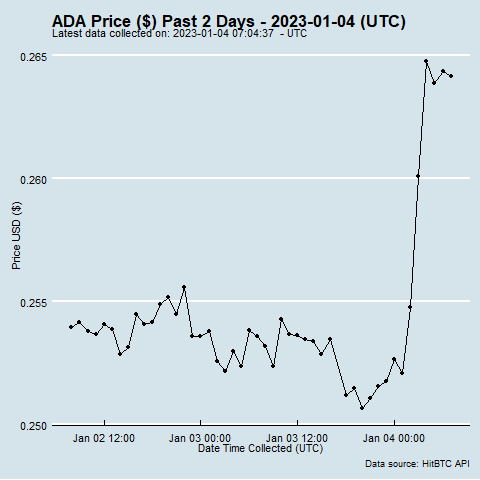 ADA Price ($) Past 2 Days - 2023-01-04 (UTC)
Latest data collected on: 2023-01-04 07:04:37  - UTC
0.265
0.260
0.255
0.250
Price USD ($)
Jan 02 12:00 Jan 03 00:00 Jan 03 12:00 Jan 04 00:00
Date Time Collected (UTC)
Data source: HitBTC API